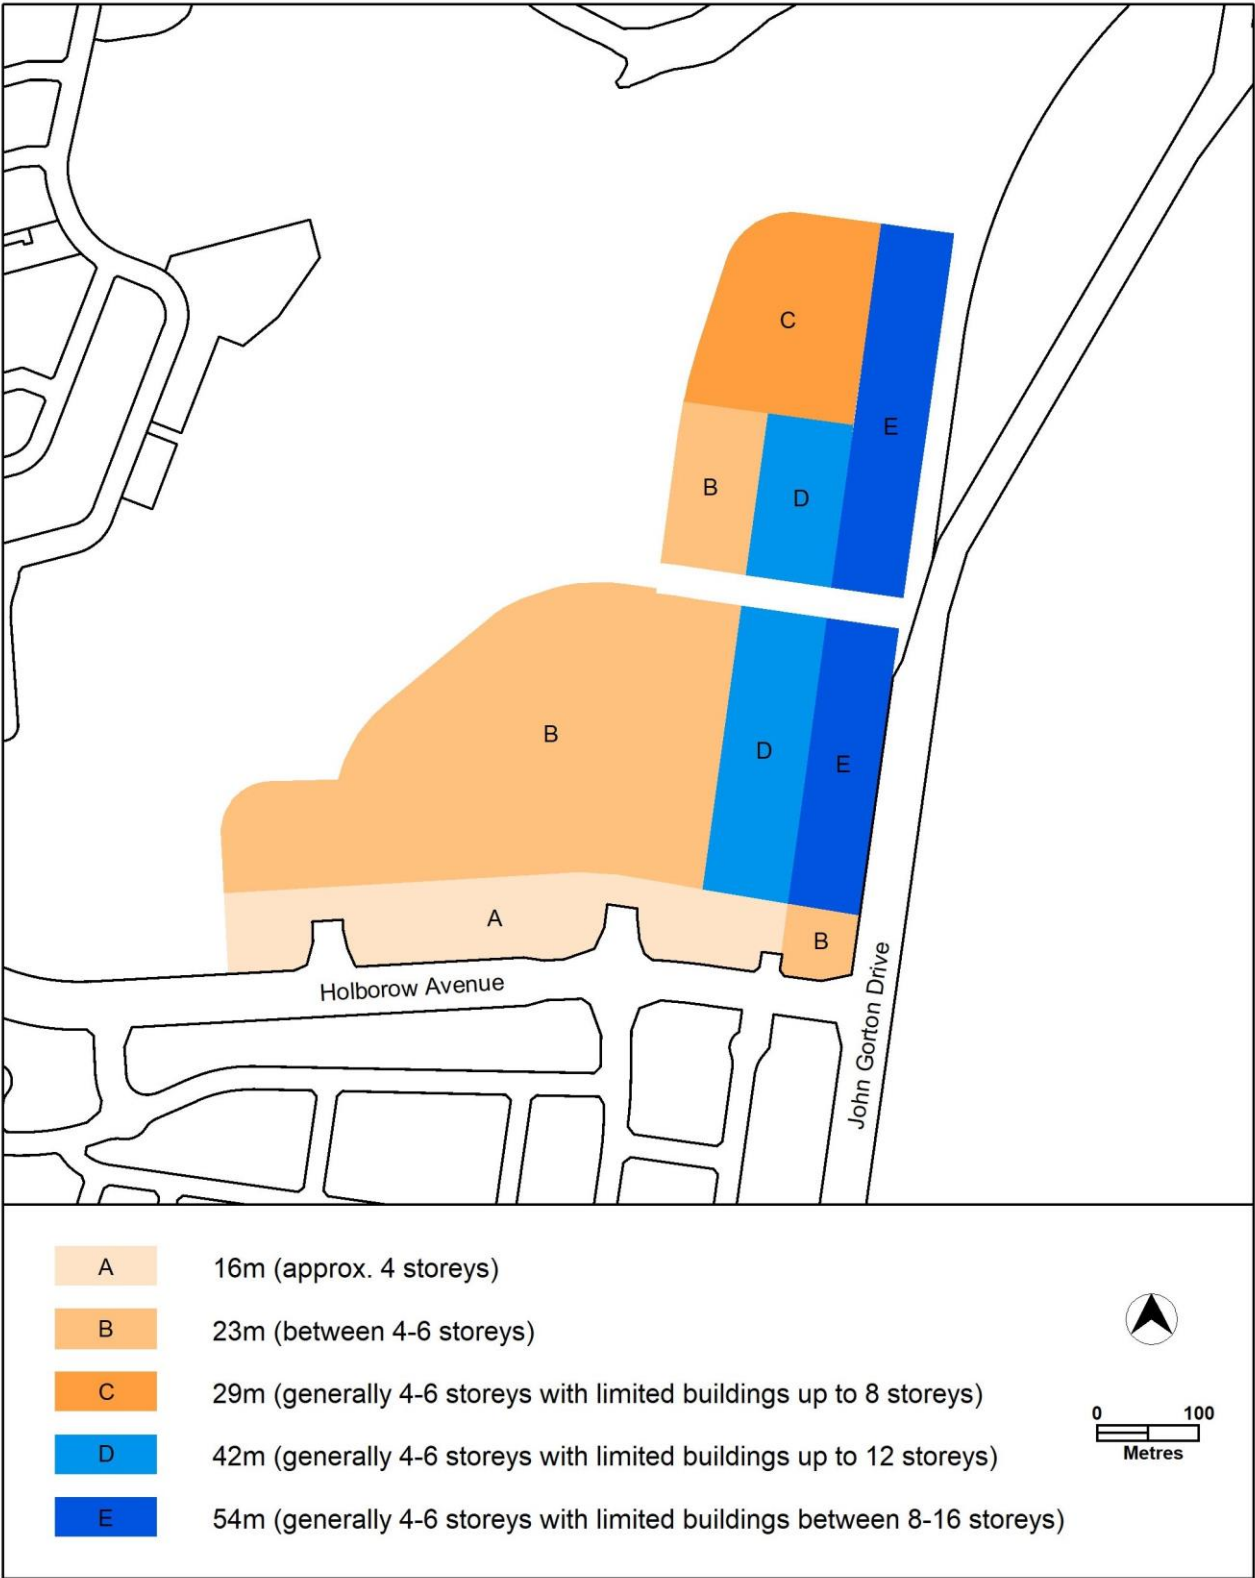 C
E
B
D
B
D
E
A
B
Holborow Avenue
John Gorton Drive
A 16m (approx. 4 storeys)
B 23m (between 4-6 storeys)
C 29m (generally 4-6 storeys with limited buildings up to 8 storeys)
D 42m (generally 4-6 storeys with limited buildings up to 12 storeys)
E 54m (generally 4-6 storeys with limited buildings between 8-16 storeys)
0 100
Metres